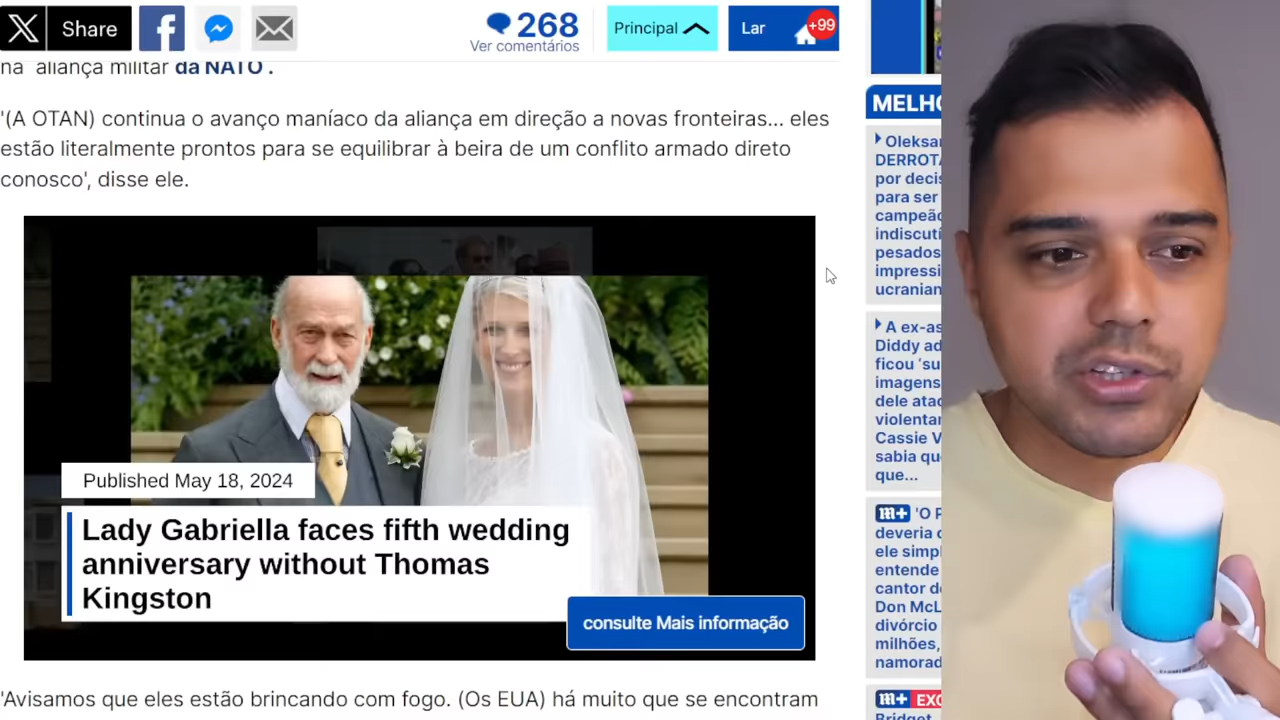 Share
268
Ver comentários
Principal
Lar
+99
na aliança militar da NATO .
'(A OTAN) continua o avanço maníaco da aliança em direção a novas fronteiras... eles
estão literalmente prontos para se equilibrar à beira de um conflito armado direto
conosco', disse ele.
Published May 18, 2024
Lady Gabriella faces fifth wedding
anniversary without Thomas
Kingston
consulte Mais informação
'Avisamos que eles estão brincando com fogo. (Os EUA) há muito que se encontram
MELHO
Oleksan
DERROTA
por decis
para ser
campeão
indiscutí
pesados
impressi
ucranian
A ex-as
Diddy ad
ficou 'su
imagens
dele ata
violentar
Cassie V
sabia qu
que...
m+ 'O F
deveria d
ele simpl
entende
cantor de
Don McL
divórcio
milhões,
namorad
m+ EXC
Bridget